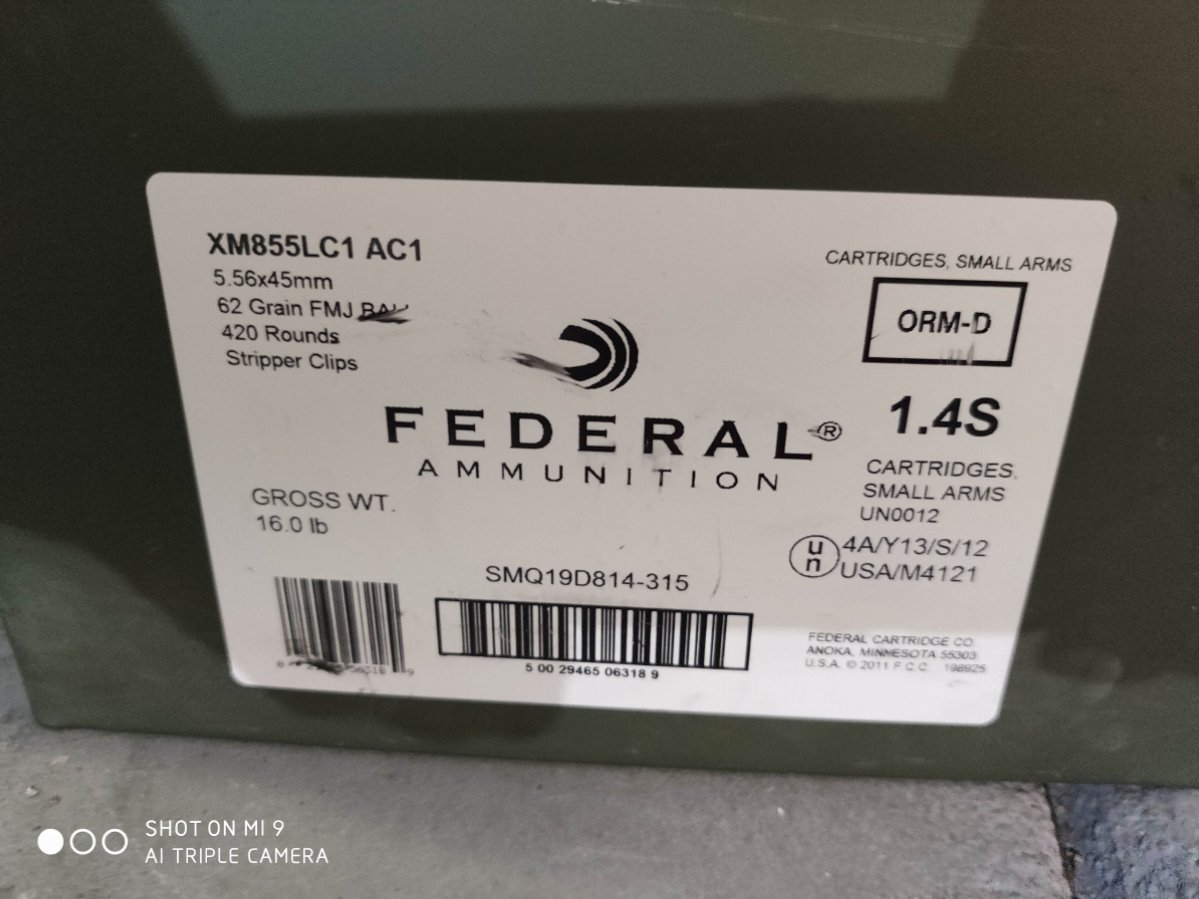 XM855LC1 AC1
5.56x45mm
62 Grain FMJ
420 Rounds
Stripper Clips
CARTRIDGES, SMALL ARMS
ORM-D
1.4S
FEDERAL®
AMMUNITION
CARTRIDGES,
SMALL ARMS
UN0012
GROSS WT.
16.0 lb
un
4A/Y13/S/12
USA/M4121
SMQ19D814-315
5 00 29465 06318 9
FEDERAL CARTRIDGE CO.
ANOKA, MINNESOTA 55303
U.S.A. © 2011 F.C.C. 198925
SHOT ON MI 9
AI TRIPLE CAMERA